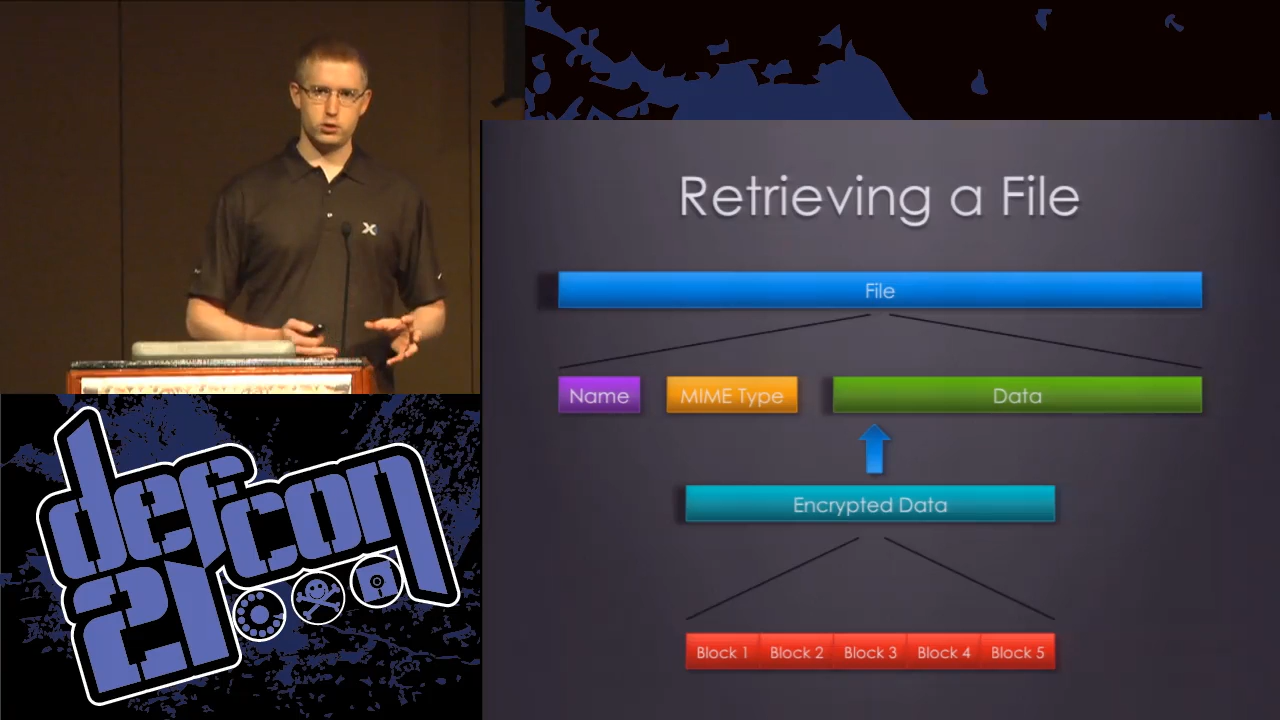 Retrieving a File
File
Name
MIME Type
Data
Encrypted Data
Block 1
Block 2
Block 3
Block 4
Block 5
defcon
21
X